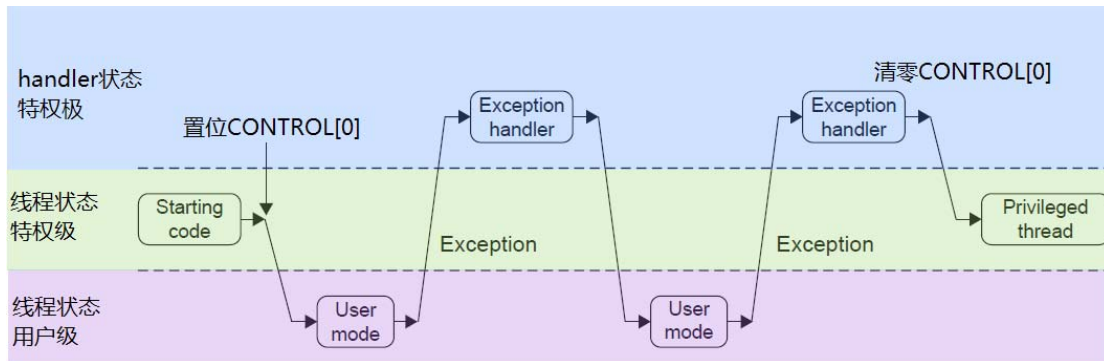 handler状态
特权极
清零CONTROL[0]
Exception
handler
Exception
handler
置位CONTROL[0]
线程状态
特权级
Starting
code
Exception
Exception
Privileged
thread
线程状态
用户级
User
mode
User
mode